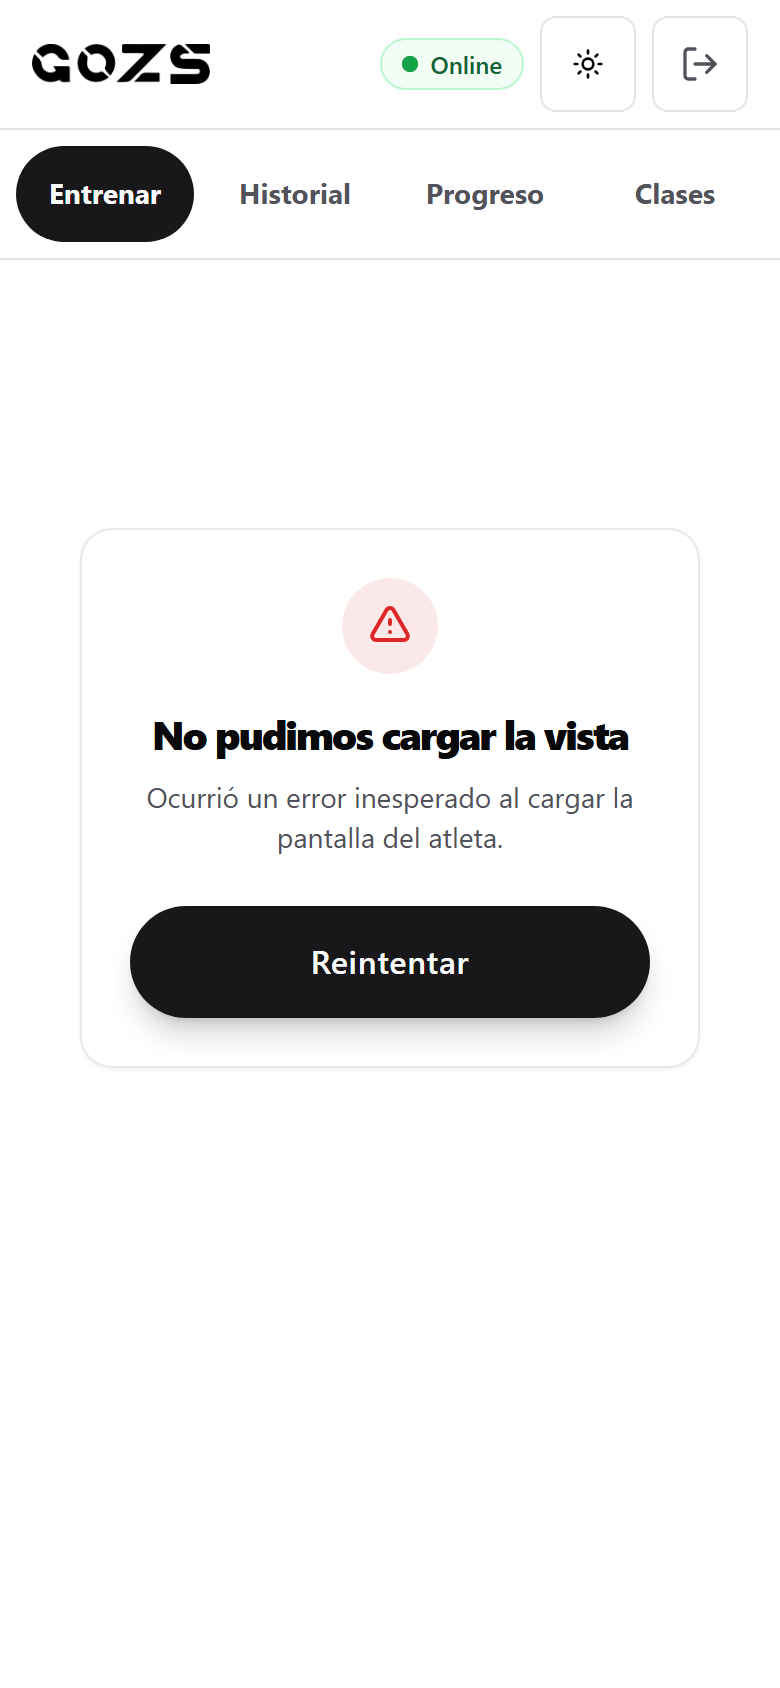 GOZS
Online
Entrenar
Historial
Progreso
Clases
No pudimos cargar la vista
Ocurrió un error inesperado al cargar la
pantalla del atleta.
Reintentar